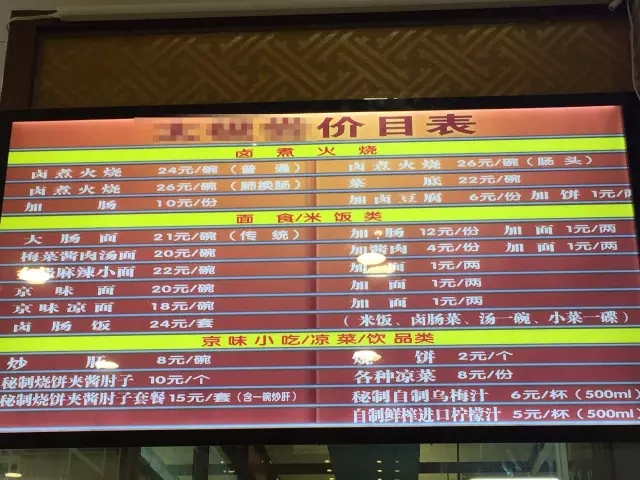 价目表
卤煮火烧
卤煮火烧 24元/碗（普通） 卤煮火烧 26元/碗（肠头）
卤煮火烧 26元/碗（肺换肠） 菜底 22元/碗
加肠 10元/份 加卤豆腐 6元/份 加饼 1元/两
面食/米饭类
大肠面 21元/碗（传统） 加肠 12元/份 加面 1元/两
梅菜酱肉汤面 20元/碗 加酱肉 4元/份 加面 1元/两
麻辣小面 22元/碗 加面 1元/两
京味面 20元/碗 加面 1元/两
京味凉面 18元/碗 加面 1元/两
卤肠饭 24元/套 （米饭、卤肠菜、汤一碗、小菜一碟）
京味小吃/凉菜/饮品类
炒肝 8元/碗 烧饼 2元/个
秘制烧饼夹酱肘子 10元/个 各种凉菜 8元/份
秘制烧饼夹酱肘子套餐 15元/套（含一碗炒肝） 秘制自制乌梅汁 6元/杯（500ml）
自制鲜榨进口柠檬汁 5元/杯（500ml）